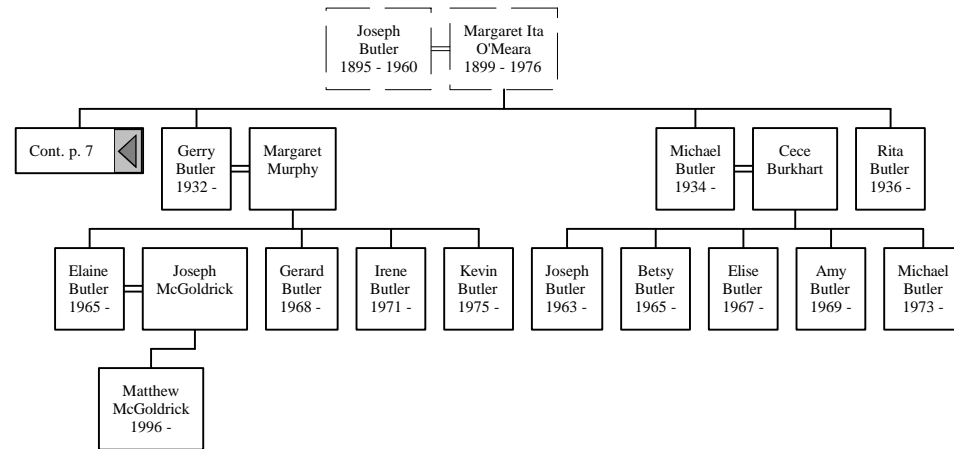 Joseph
Butler
1895 - 1960
Margaret Ita
O'Meara
1899 - 1976
Cont. p. 7
Gerry
Butler
1932 -
Margaret
Murphy
Michael
Butler
1934 -
Cece
Burkhart
Rita
Butler
1936 -
Elaine
Butler
1965 -
Joseph
McGoldrick
Gerard
Butler
1968 -
Irene
Butler
1971 -
Kevin
Butler
1975 -
Joseph
Butler
1963 -
Betsy
Butler
1965 -
Elise
Butler
1967 -
Amy
Butler
1969 -
Michael
Butler
1973 -
Matthew
McGoldrick
1996 -